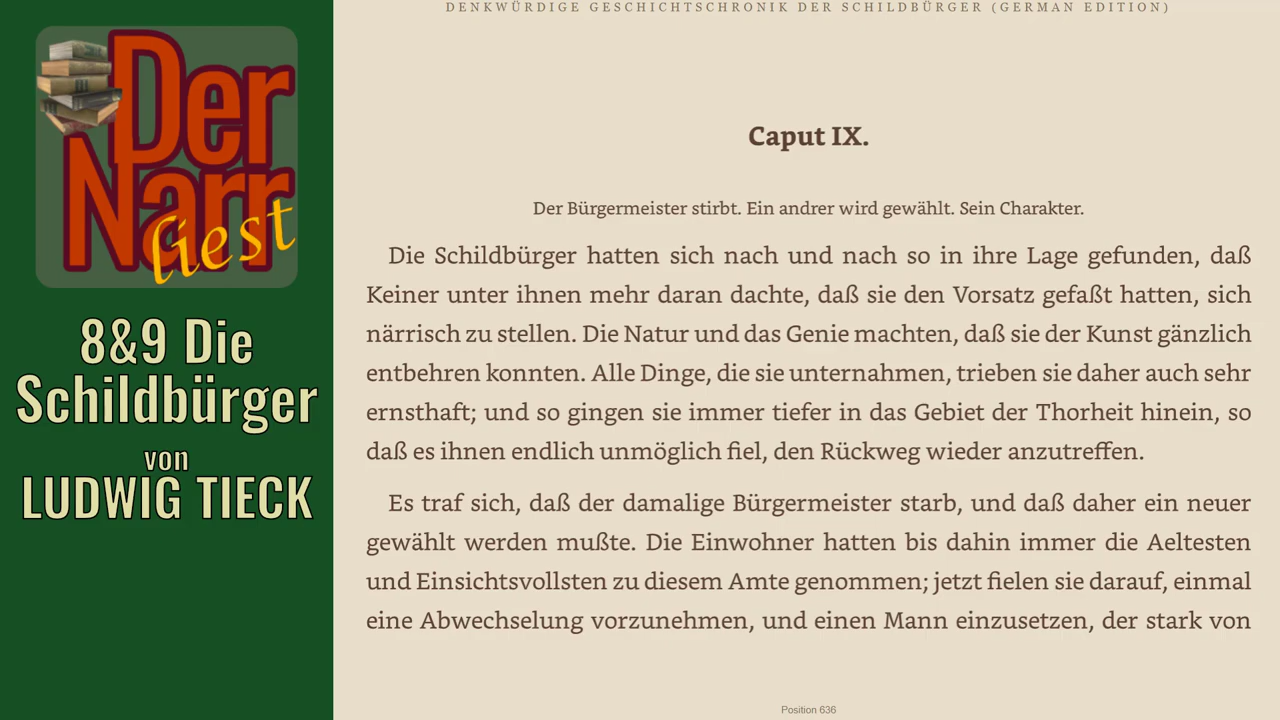 Der
Narr
liest
8&9 Die
Schildbürger
von
LUDWIG TIECK
DENKWÜRDIGE GESCHICHTSCHRONIK DER SCHILDBÜRGER (GERMAN EDITION)
Caput IX.
Der Bürgermeister stirbt. Ein andrer wird gewählt. Sein Charakter.
Die Schildbürger hatten sich nach und nach so in ihre Lage gefunden, daß
Keiner unter ihnen mehr daran dachte, daß sie den Vorsatz gefaßt hatten, sich
närrisch zu stellen. Die Natur und das Genie machten, daß sie der Kunst gänzlich
entbehren konnten. Alle Dinge, die sie unternahmen, trieben sie daher auch sehr
ernsthaft; und so gingen sie immer tiefer in das Gebiet der Thorheit hinein, so
daß es ihnen endlich unmöglich fiel, den Rückweg wieder anzutreffen.
Es traf sich, daß der damalige Bürgermeister starb, und daß daher ein neuer
gewählt werden mußte. Die Einwohner hatten bis dahin immer die Aeltesten
und Einsichtsvollsten zu diesem Amte genommen; jetzt fielen sie darauf, einmal
eine Abwechselung vorzunehmen, und einen Mann einzusetzen, der stark von
Position 636